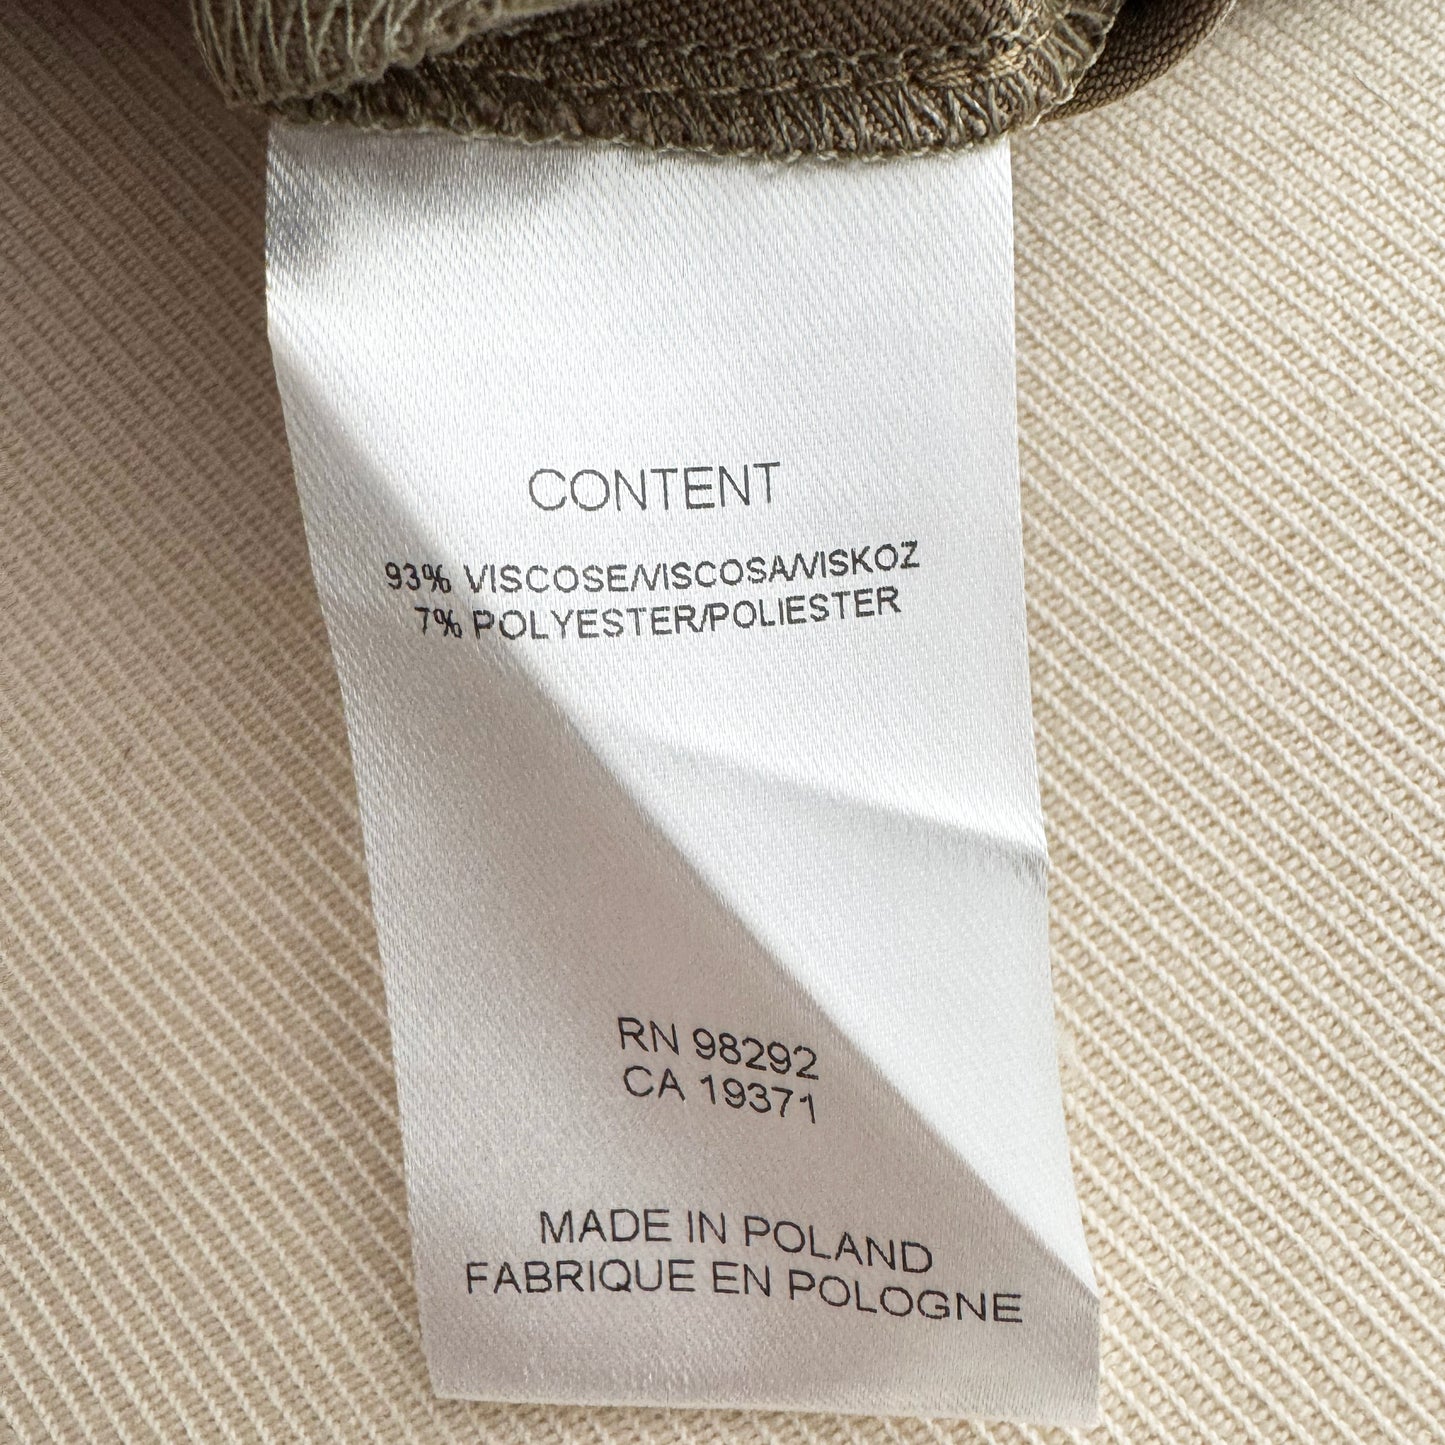 CONTENT
93% VISCOSE/VISCOSA/VISKOZ
7% POLYESTER/POLIESTER
RN 98292
CA 19371
MADE IN POLAND
FABRIQUE EN POLOGNE